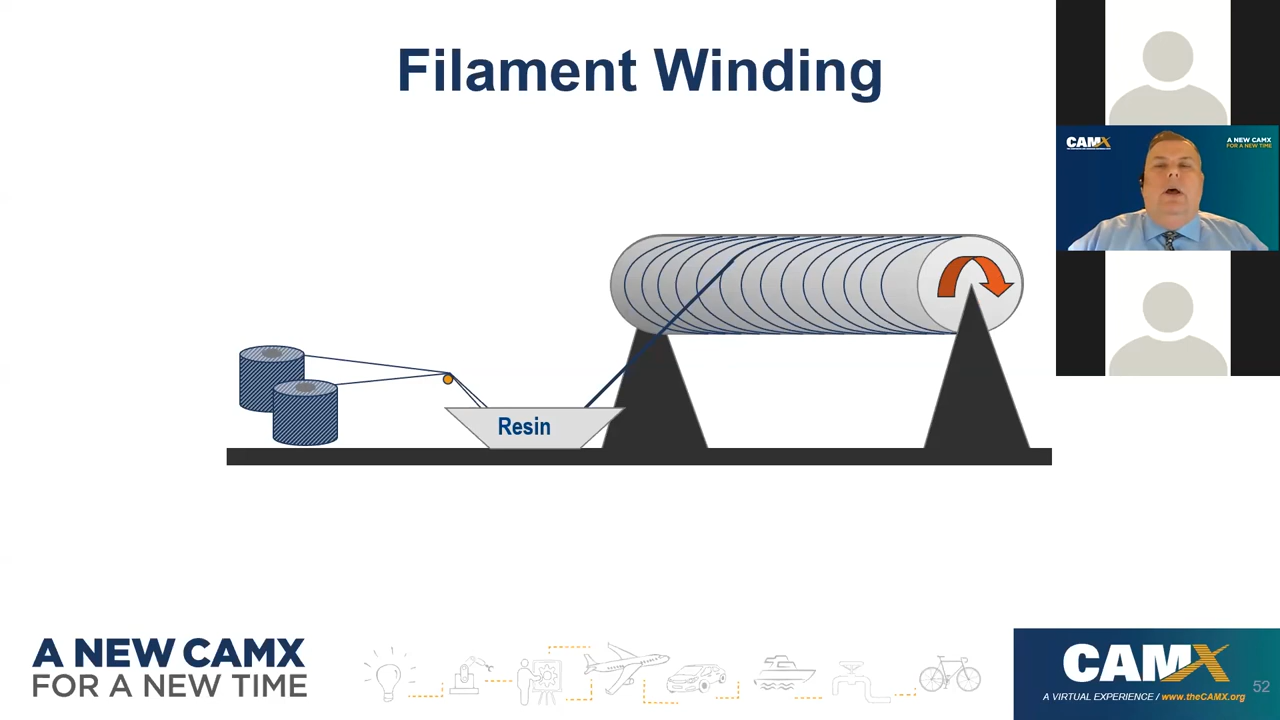 Filament Winding
CAMX
A NEW CAMX
FOR A NEW TIME
Resin
A NEW CAMX
FOR A NEW TIME
CAMX
A VIRTUAL EXPERIENCE / www.theCAMX.org
52